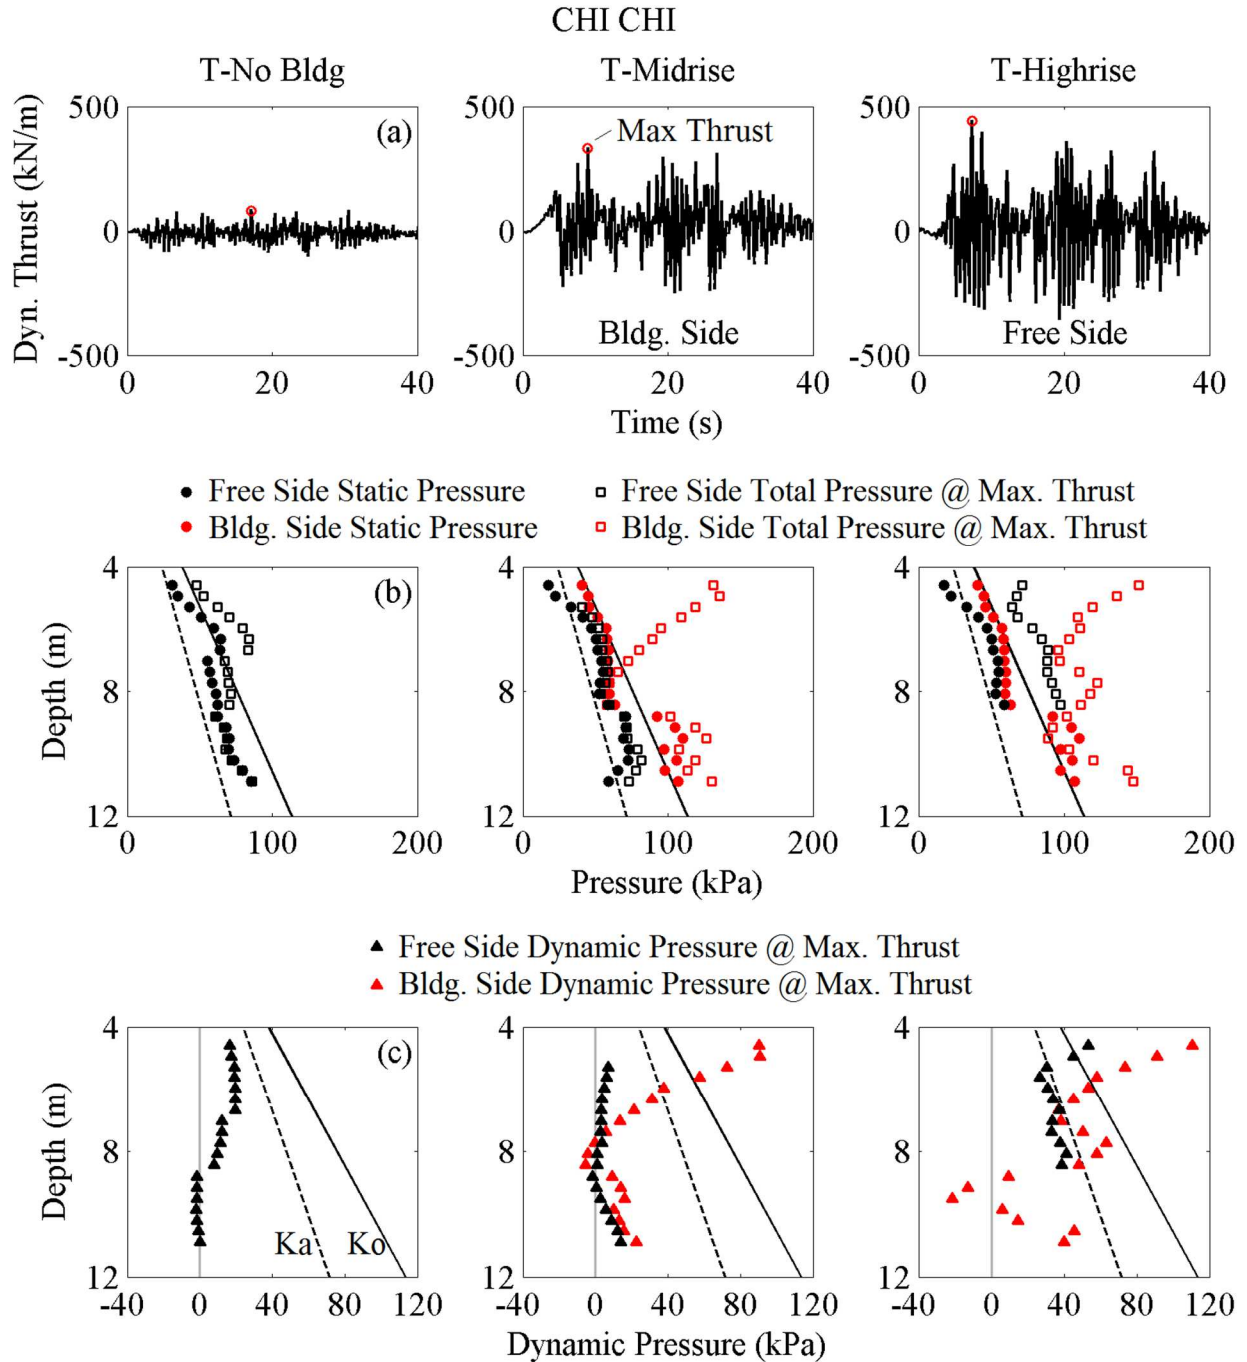 CHI CHI
T-No Bldg
T-Midrise
T-Highrise
Dyn. Thrust (kN/m)
500
0
-500
(a)
0 20 40
500
0
-500
Max Thrust
Bldg. Side
0 20 40
500
0
-500
Free Side
0 20 40
Time (s)
Free Side Static Pressure
Free Side Total Pressure @ Max. Thrust
Bldg. Side Static Pressure
Bldg. Side Total Pressure @ Max. Thrust
Depth (m)
4
8
12
(b)
0 100 200
4
8
12
0 100 200
4
8
12
0 100 200
Pressure (kPa)
Free Side Dynamic Pressure @ Max. Thrust
Bldg. Side Dynamic Pressure @ Max. Thrust
Depth (m)
4
8
12
(c)
Ka Ko
-40 0 40 80 120
4
8
12
-40 0 40 80 120
4
8
12
-40 0 40 80 120
Dynamic Pressure (kPa)